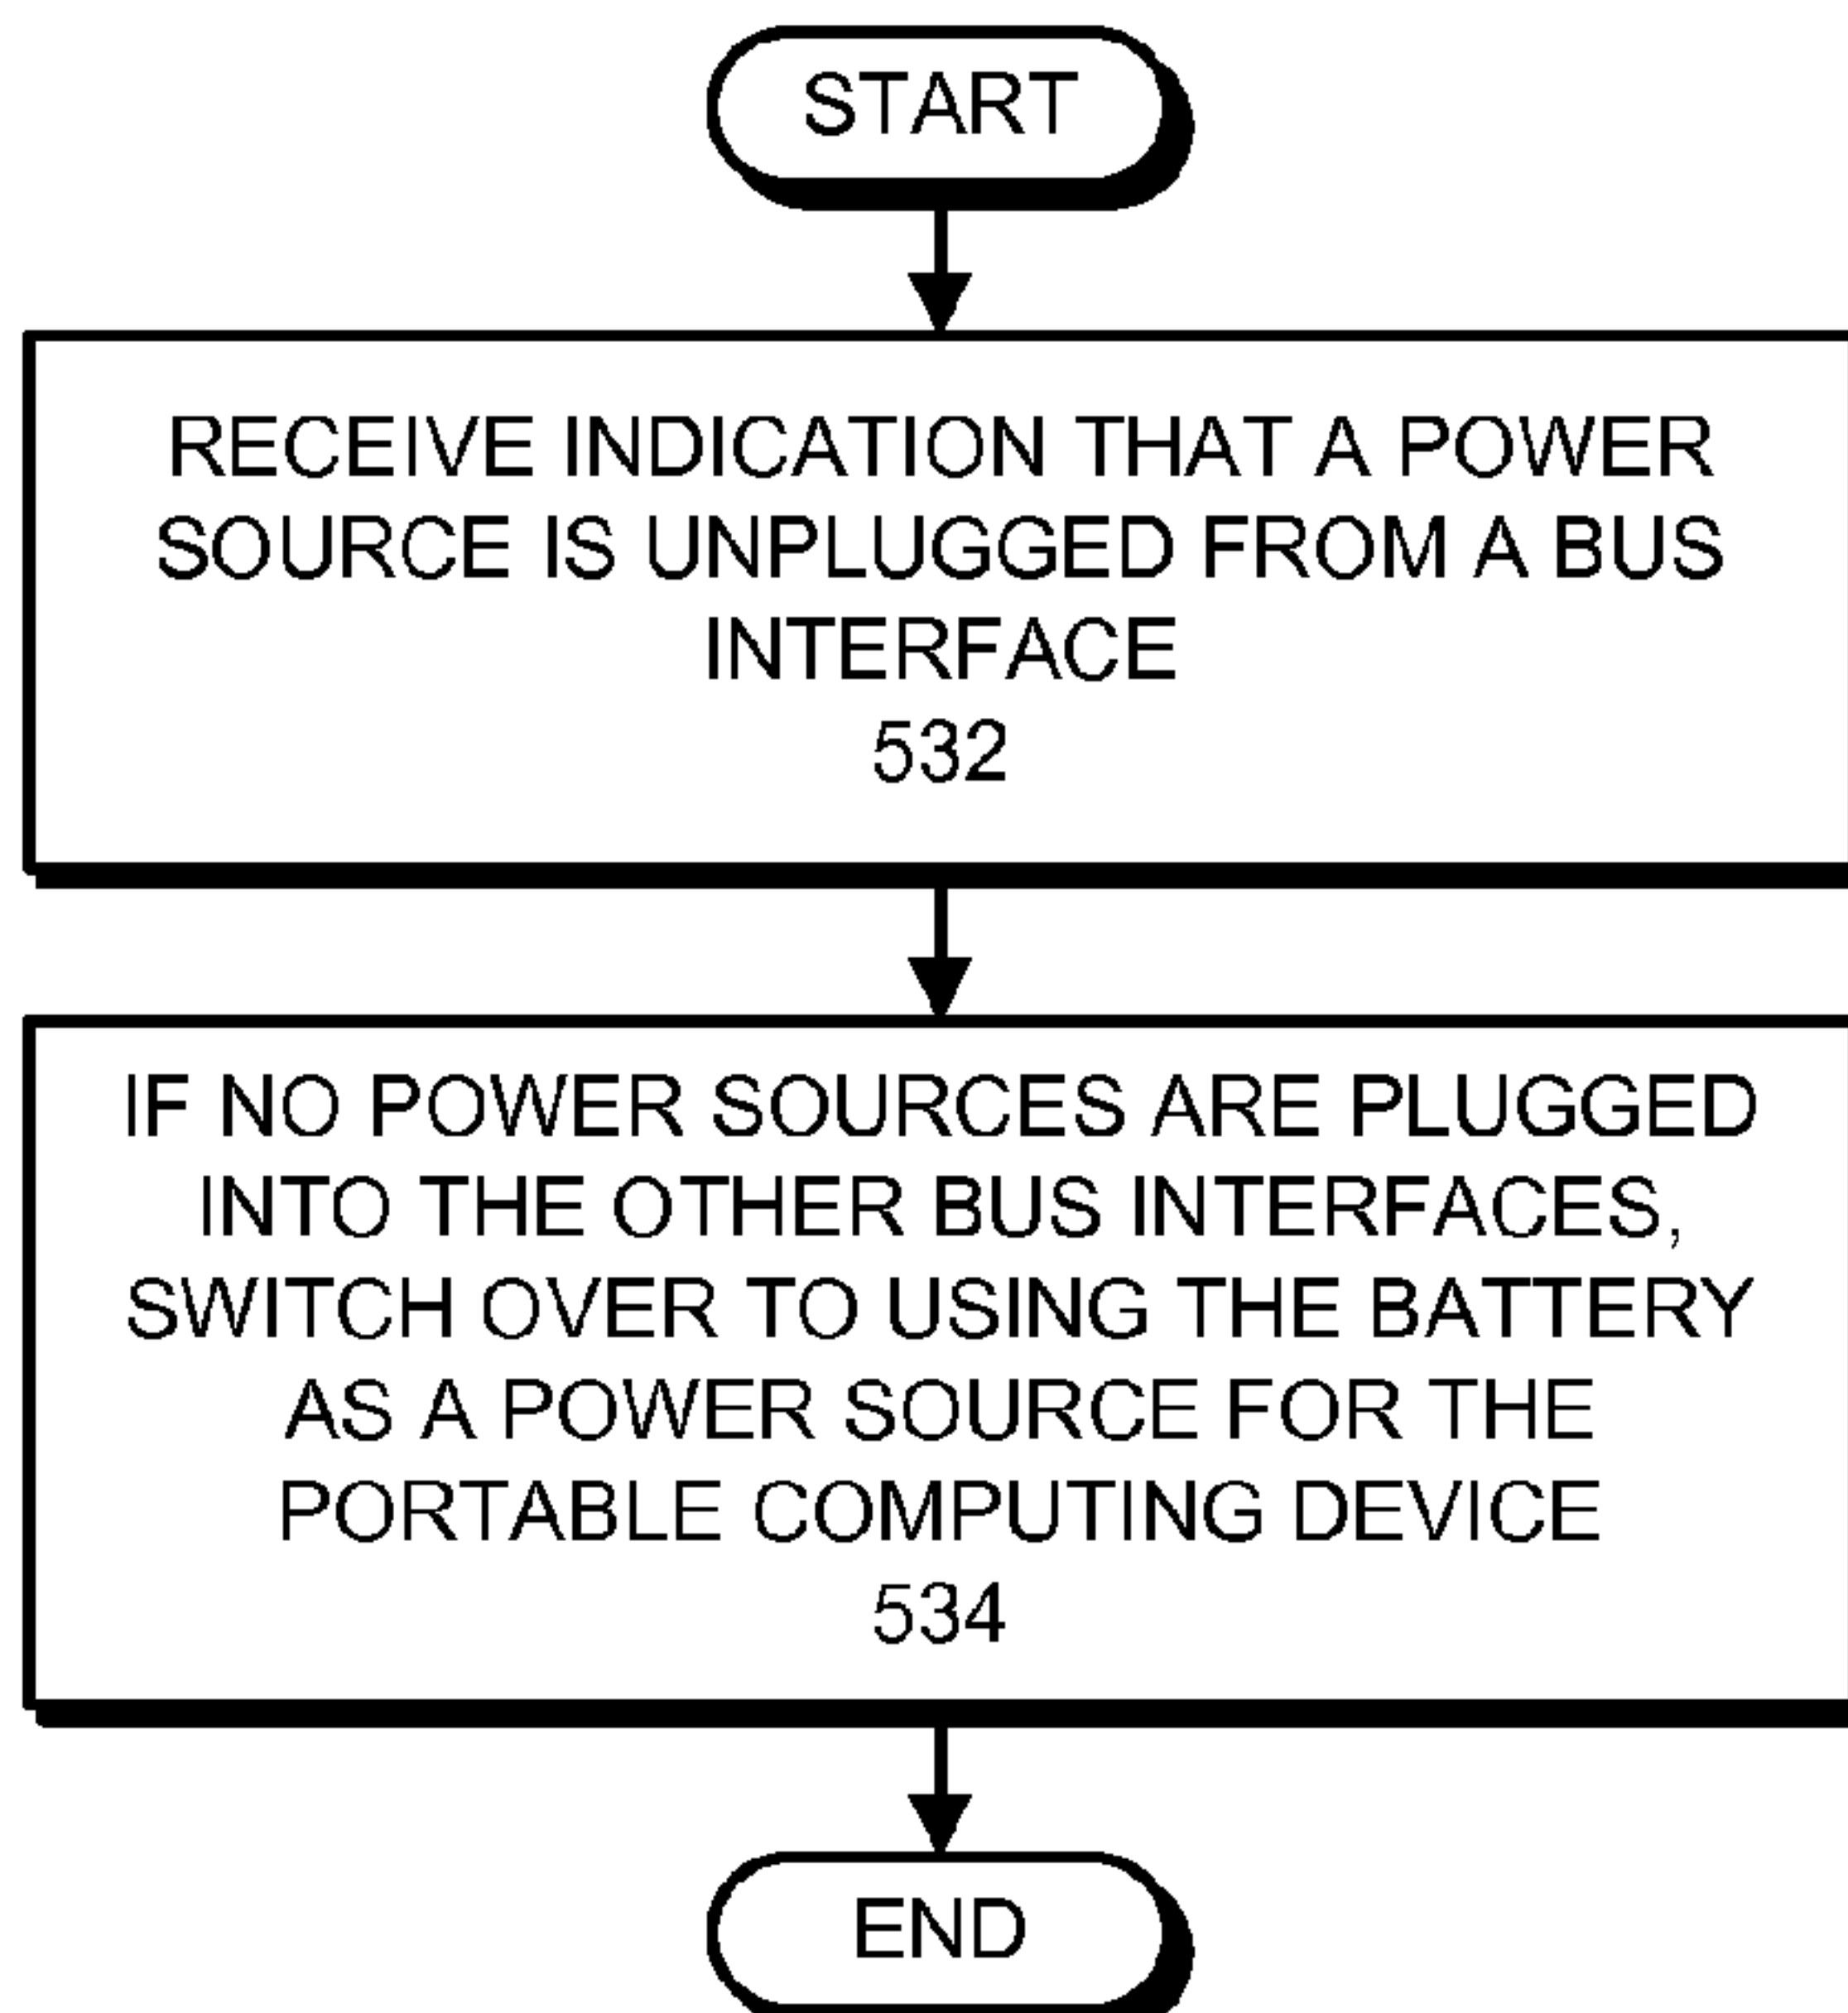 START
RECEIVE INDICATION THAT A POWER
SOURCE IS UNPLUGGED FROM A BUS
INTERFACE
532
IF NO POWER SOURCES ARE PLUGGED
INTO THE OTHER BUS INTERFACES,
SWITCH OVER TO USING THE BATTERY
AS A POWER SOURCE FOR THE
PORTABLE COMPUTING DEVICE
534
END